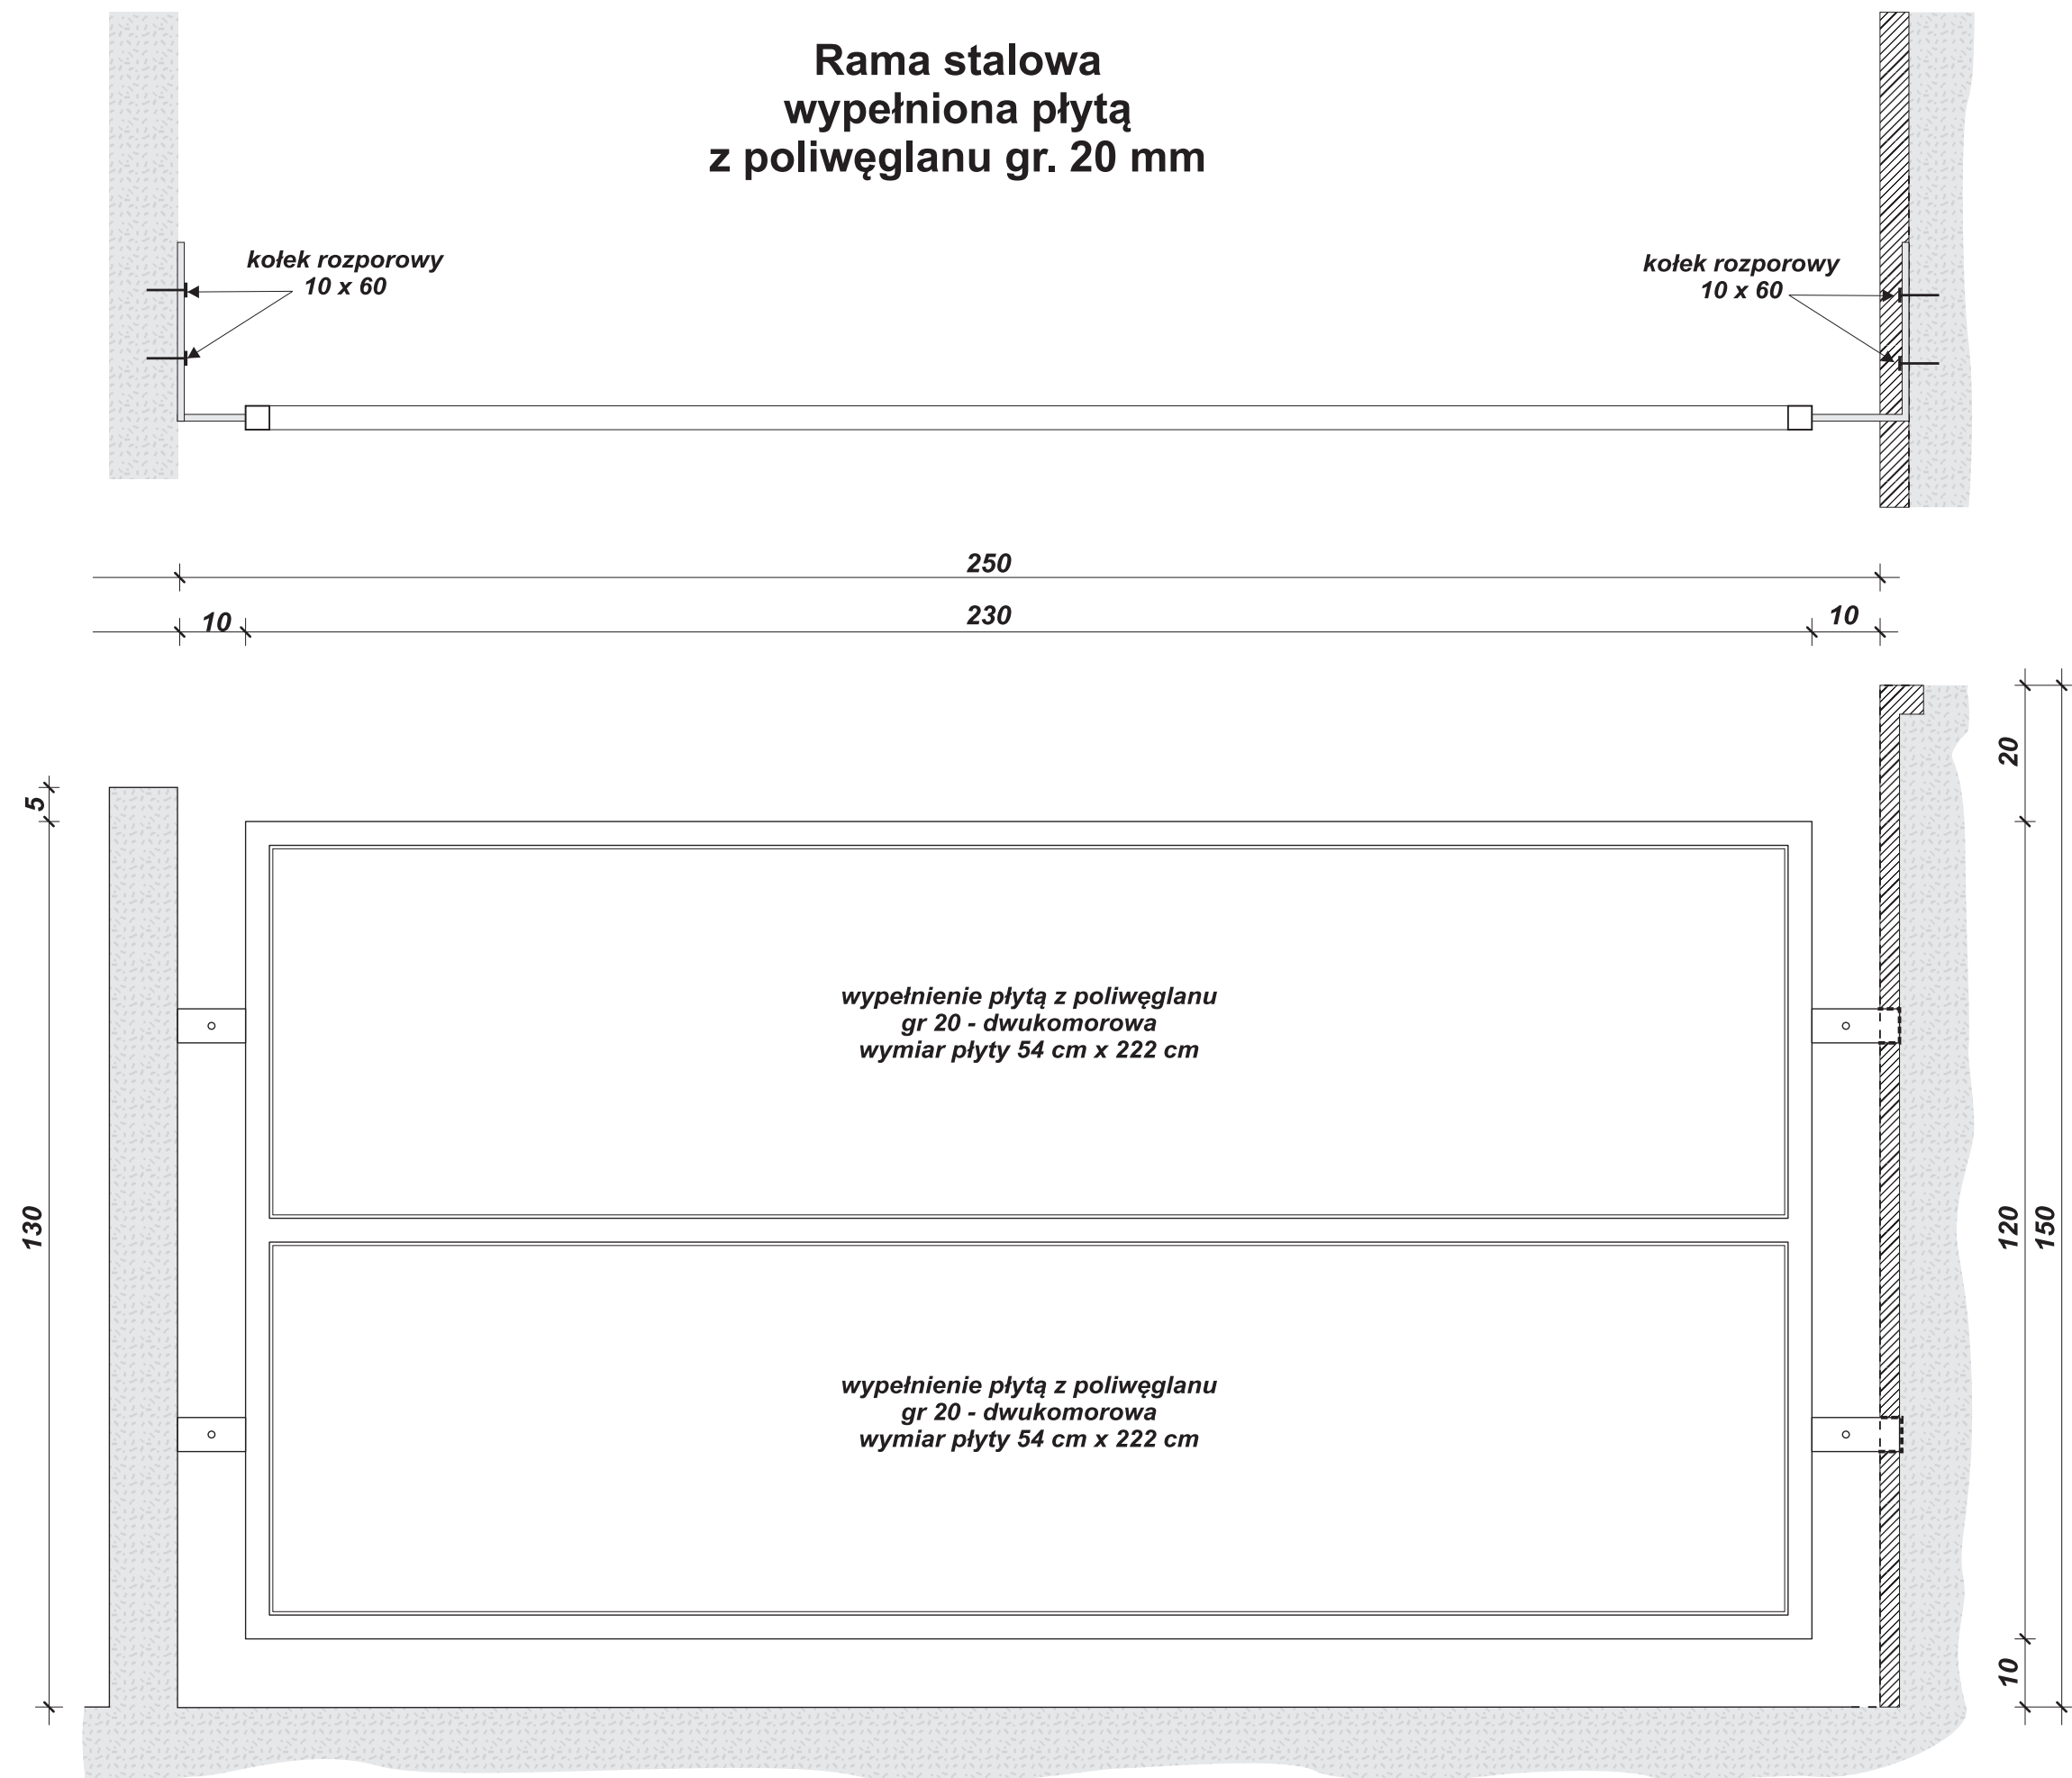 Rama stalowa
wypełniona płytą
z poliwęglanu gr. 20 mm
kołek rozporowy
10 x 60
kołek rozporowy
10 x 60
250
10
230
10
20
5
wypełnienie płytą z poliwęglanu
gr 20 - dwukomorowa
wymiar płyty 54 cm x 222 cm
130
120
150
wypełnienie płytą z poliwęglanu
gr 20 - dwukomorowa
wymiar płyty 54 cm x 222 cm
10